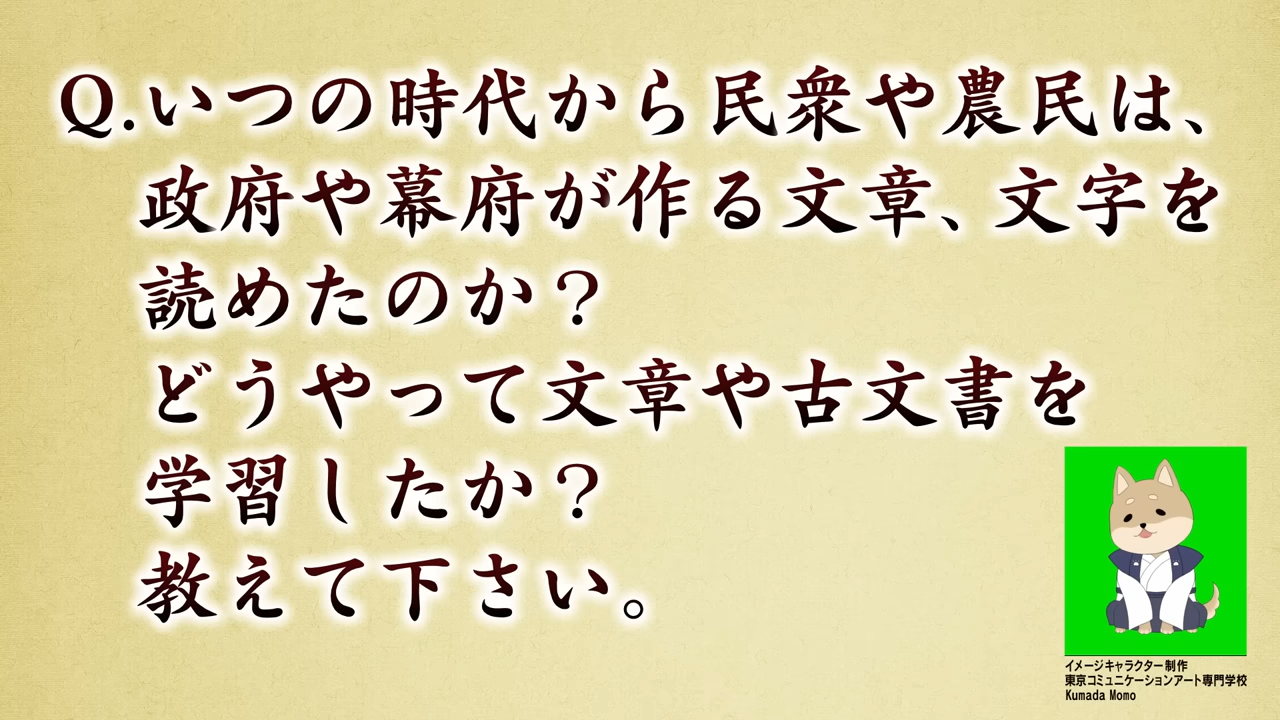 Q.いつの時代から民衆や農民は、
政府や幕府が作る文章、文字を
読めたのか？
どうやって文章や古文書を
学習したか？
教えて下さい。
イメージキャラクター制作
東京コミュニケーションアート専門学校
Kumada Momo